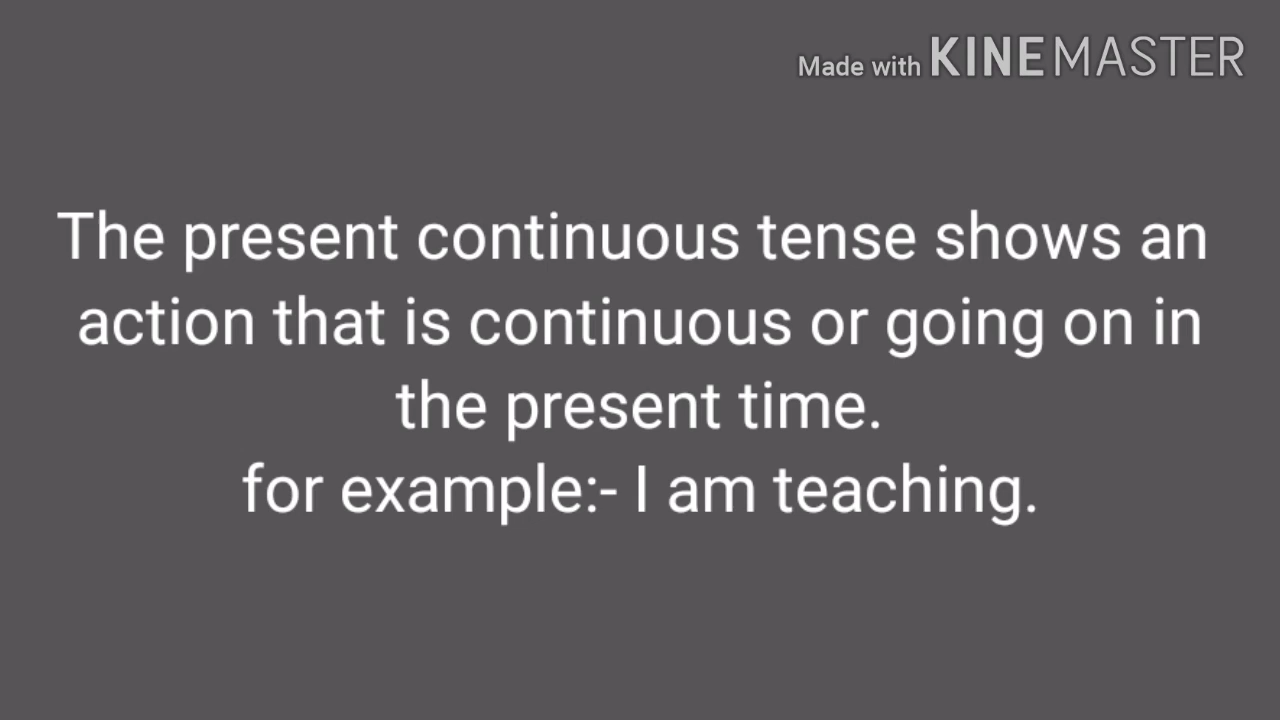 Made with KINEMASTER
The present continuous tense shows an
action that is continuous or going on in
the present time.
for example:- I am teaching.